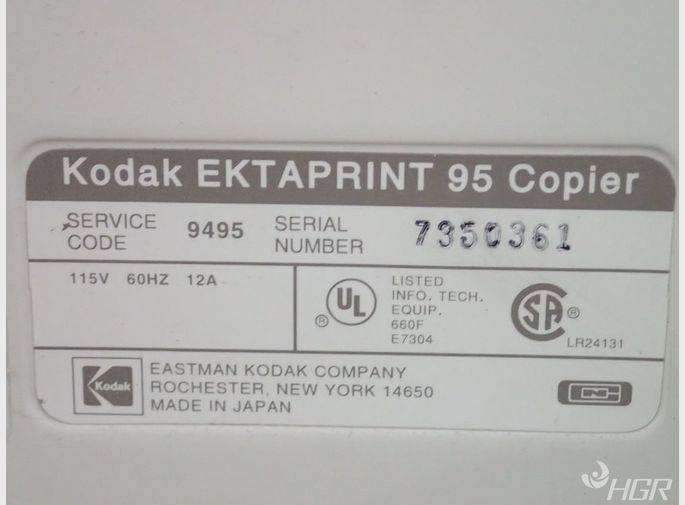 Kodak EKTAPRINT 95 Copier
SERVICE CODE 9495 SERIAL NUMBER 7350361
115V 60HZ 12A
UL ®
LISTED
INFO. TECH.
EQUIP.
660F
E7304
SA ®
LR24131
Kodak
EASTMAN KODAK COMPANY
ROCHESTER, NEW YORK 14650
MADE IN JAPAN
HGR